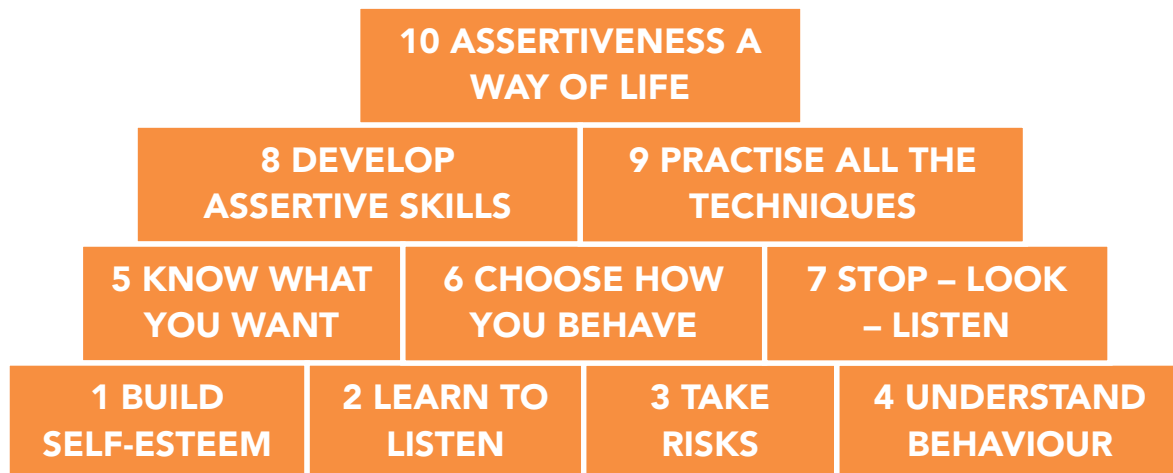 10 ASSERTIVENESS A
WAY OF LIFE
8 DEVELOP
ASSERTIVE SKILLS
9 PRACTISE ALL THE
TECHNIQUES
5 KNOW WHAT
YOU WANT
6 CHOOSE HOW
YOU BEHAVE
7 STOP – LOOK
– LISTEN
1 BUILD
SELF-ESTEEM
2 LEARN TO
LISTEN
3 TAKE
RISKS
4 UNDERSTAND
BEHAVIOUR